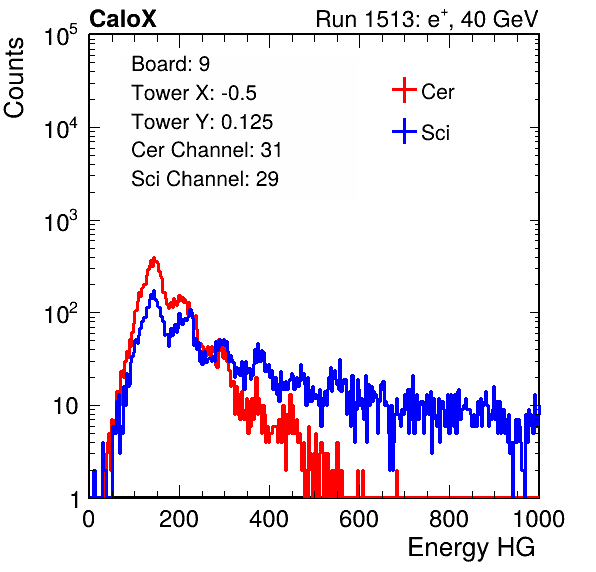 CaloX Run 1513: e⁺, 40 GeV
Counts
Board: 9
Tower X: -0.5
Tower Y: 0.125
Cer Channel: 31
Sci Channel: 29
Cer
Sci
10⁵
10⁴
10³
10²
10
1
0 200 400 600 800 1000
Energy HG